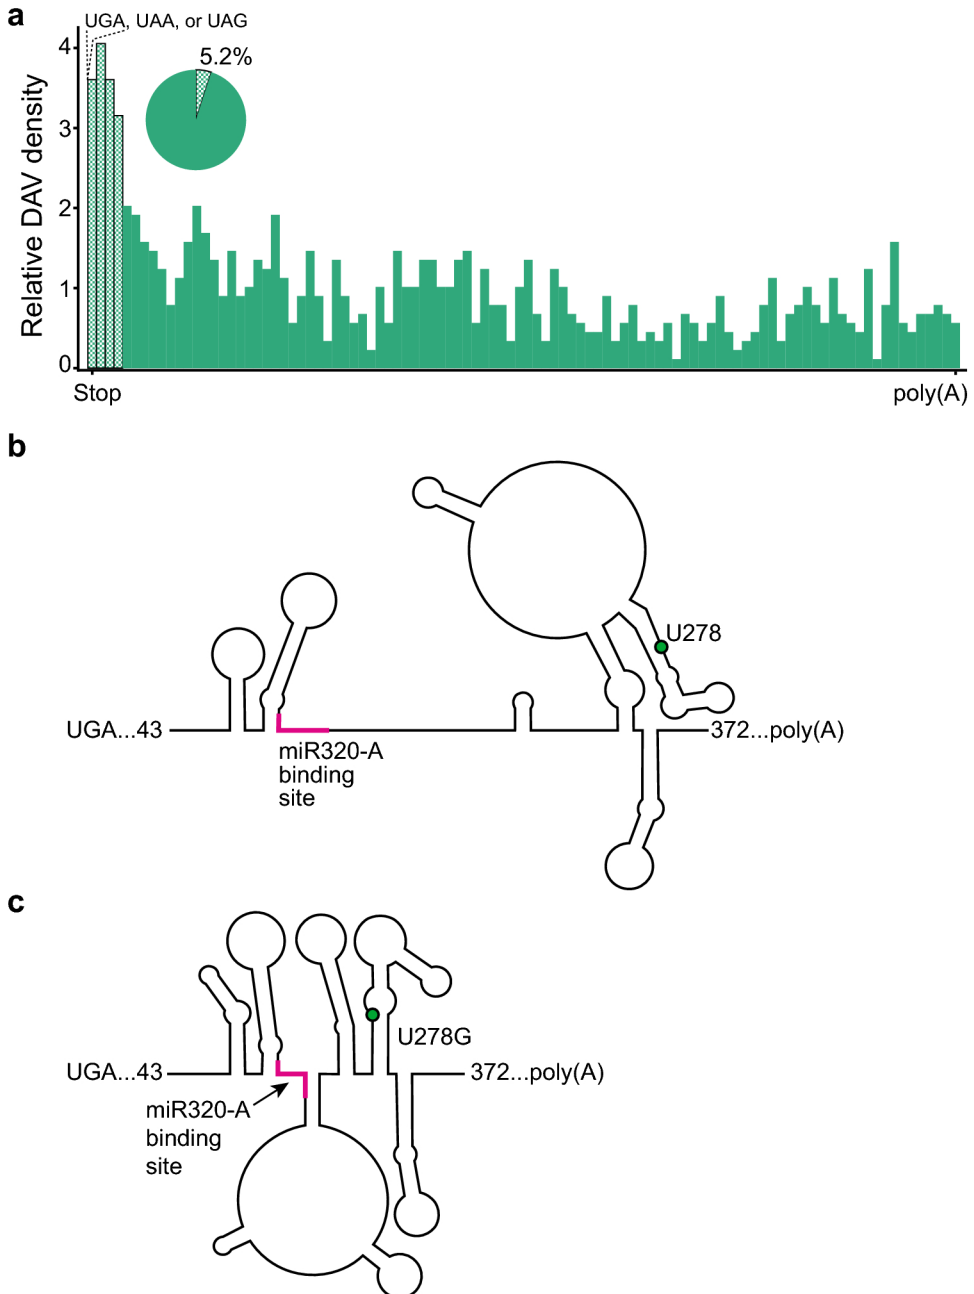 a
UGA, UAA, or UAG
5.2%
Relative DAV density
4
3
2
1
0
Stop
poly(A)
b
U278
UGA...43
372...poly(A)
miR320-A
binding
site
c
U278G
UGA...43
372...poly(A)
miR320-A
binding
site